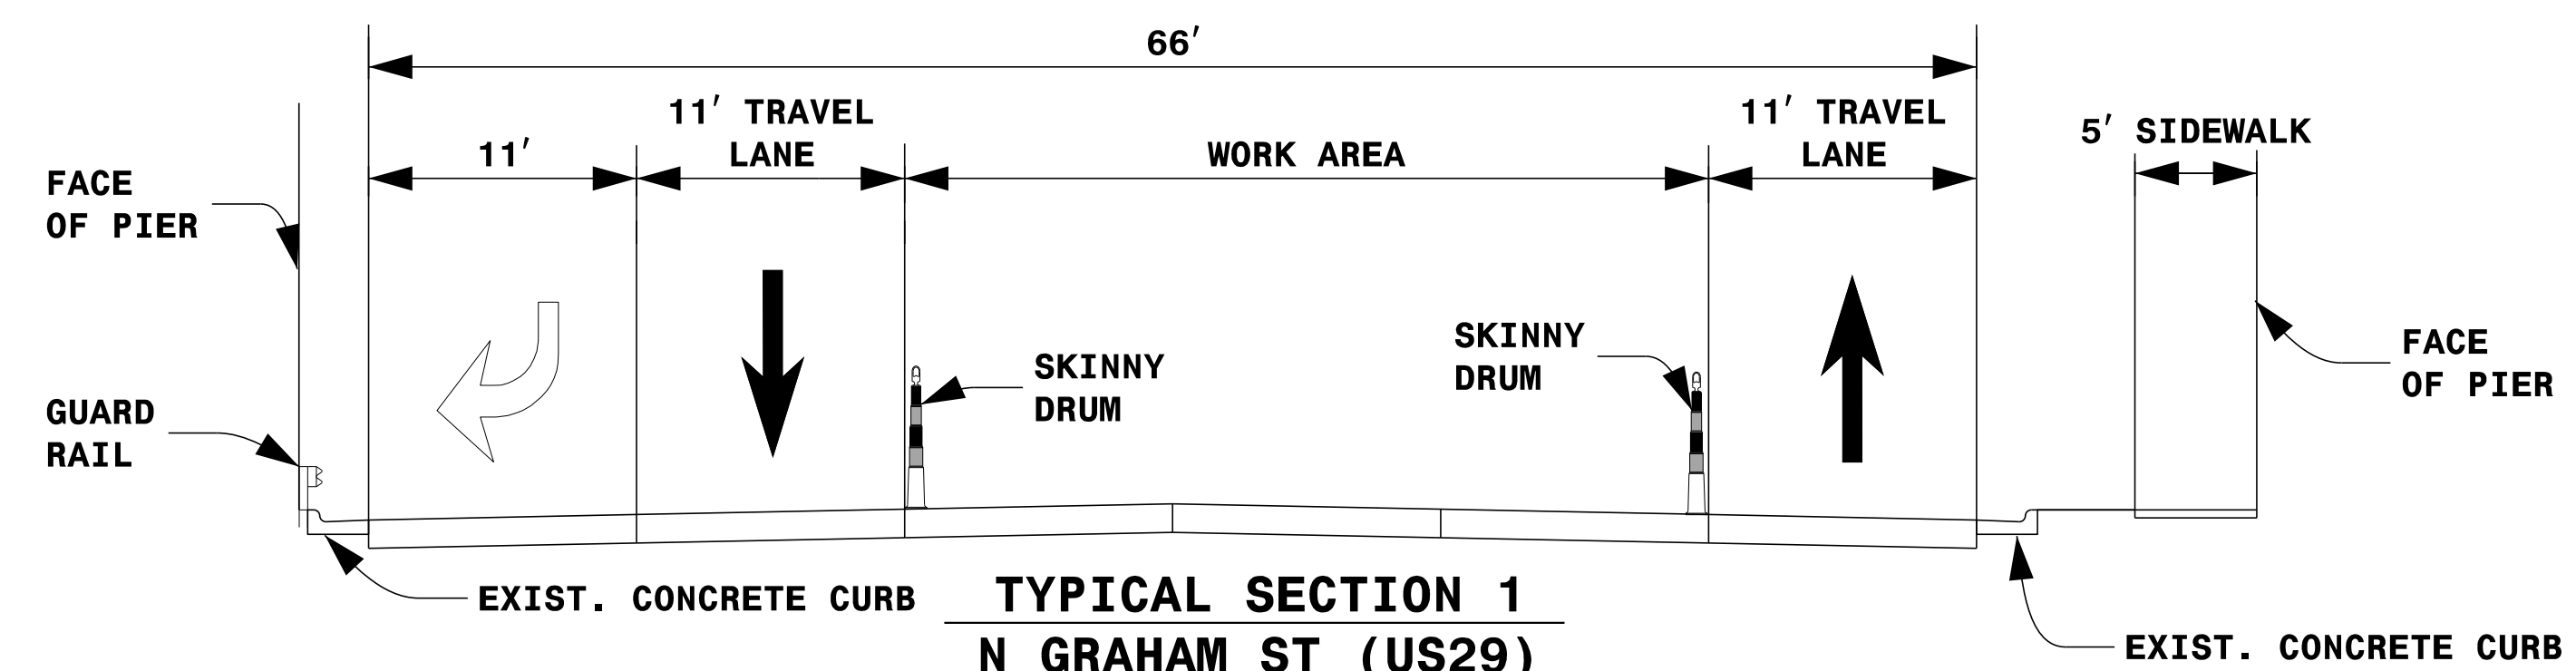 66'
11' TRAVEL
LANE
11' TRAVEL
LANE
5' SIDEWALK
11'
WORK AREA
FACE
OF PIER
SKINNY
DRUM
SKINNY
DRUM
FACE
OF PIER
GUARD
RAIL
EXIST. CONCRETE CURB
TYPICAL SECTION 1
N GRAHAM ST (US29)
EXIST. CONCRETE CURB